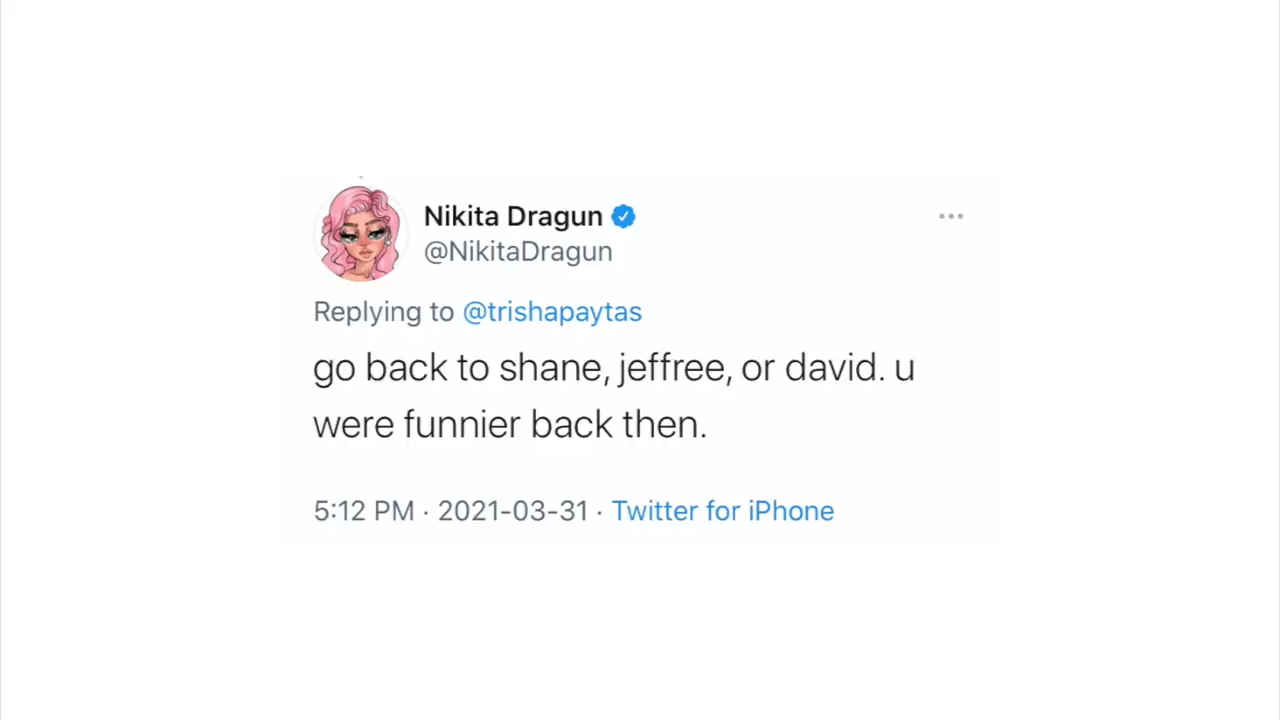 Nikita Dragun
@NikitaDragun
Replying to @trishapaytas
go back to shane, jeffree, or david. u
were funnier back then.
5:12 PM · 2021-03-31 · Twitter for iPhone